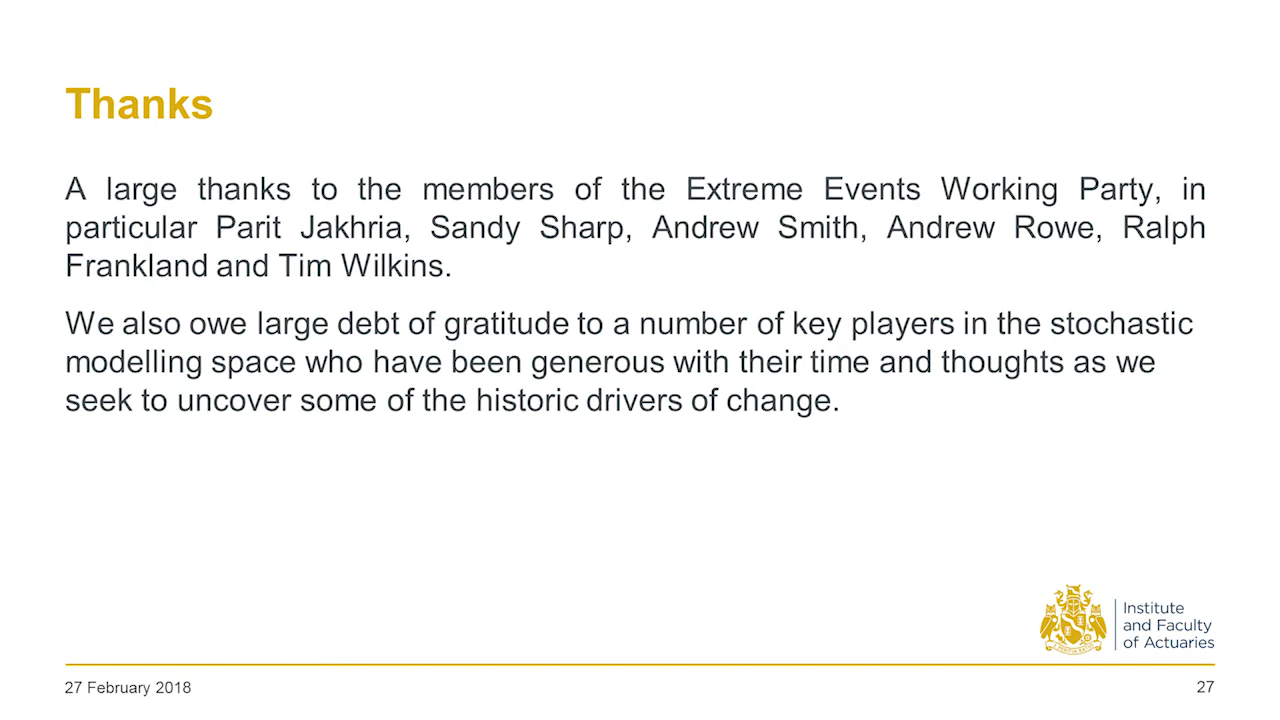 Thanks
A large thanks to the members of the Extreme Events Working Party, in
particular Parit Jakhria, Sandy Sharp, Andrew Smith, Andrew Rowe, Ralph
Frankland and Tim Wilkins.
We also owe large debt of gratitude to a number of key players in the stochastic
modelling space who have been generous with their time and thoughts as we
seek to uncover some of the historic drivers of change.
Institute
and Faculty
of Actuaries
27 February 2018
27